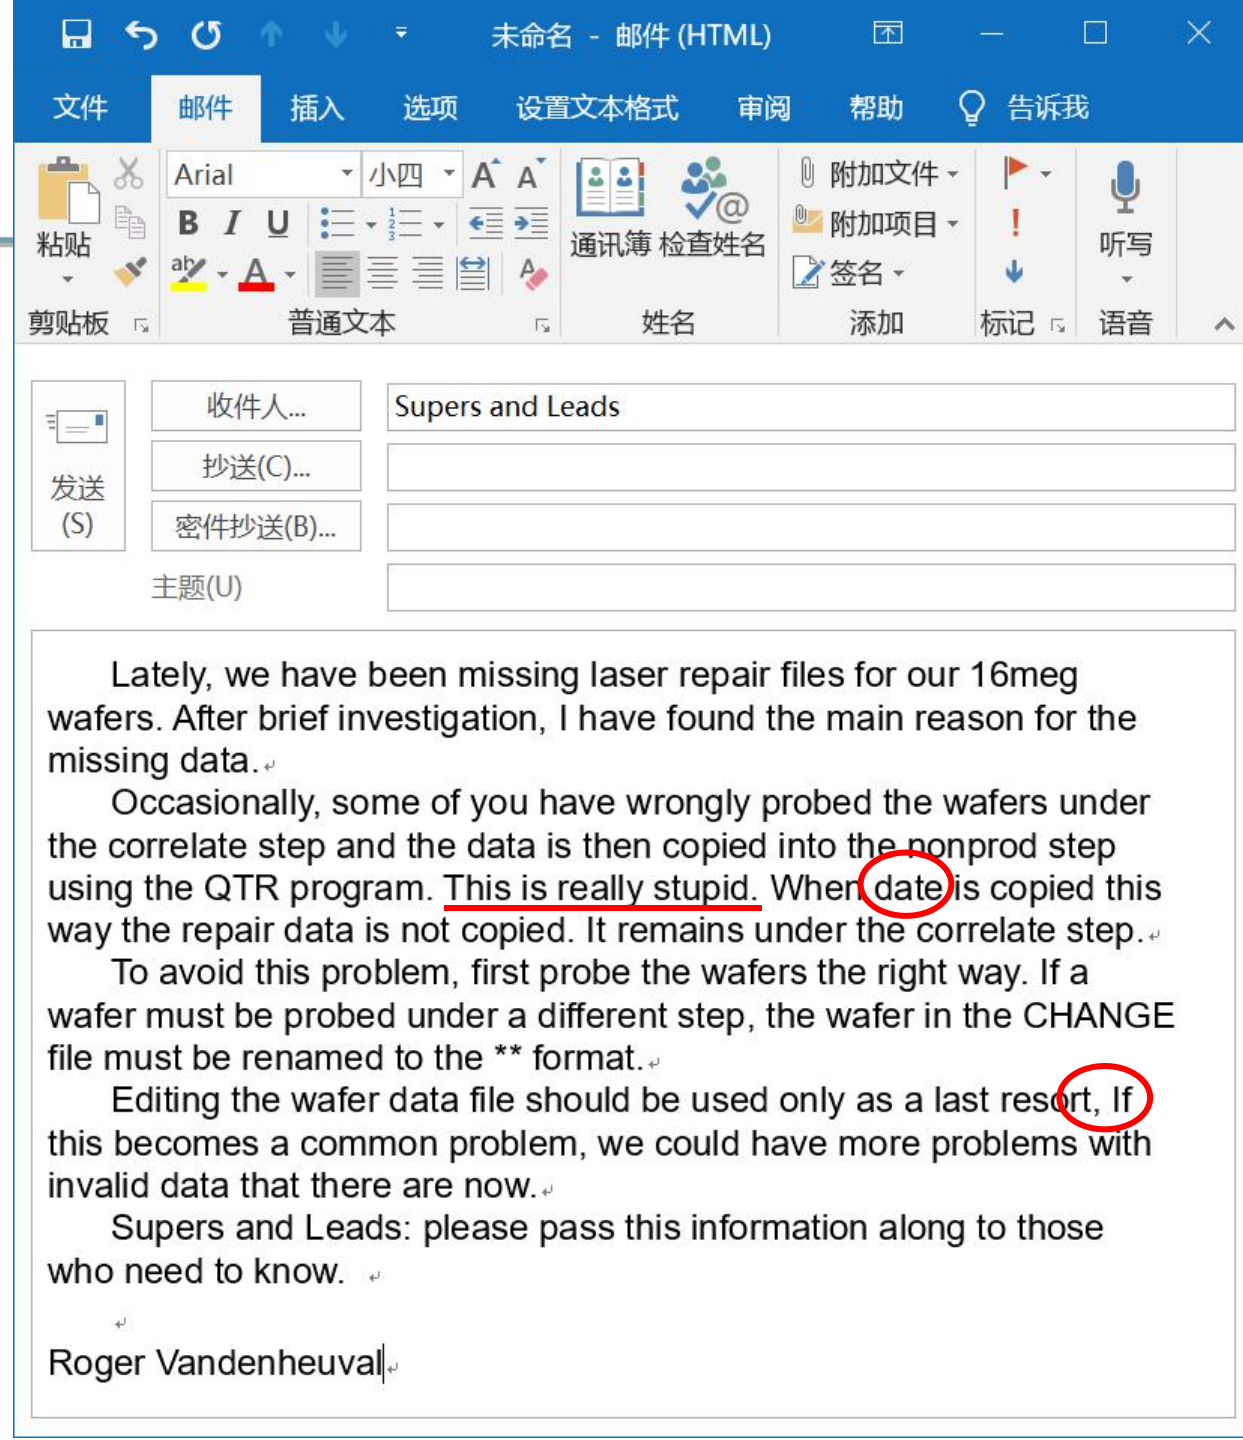 未命名 - 邮件 (HTML)
文件 邮件 插入 选项 设置文本格式 审阅 帮助 告诉我
粘贴
剪贴板
Arial 小四 A A
B I U
ab A A
普通文本
通讯簿 检查姓名
姓名
附加文件
附加项目
签名
添加
标记
听写
语音
发送
(S)
收件人... Supers and Leads
抄送(C)...
密件抄送(B)...
主题(U)
Lately, we have been missing laser repair files for our 16meg
wafers. After brief investigation, I have found the main reason for the
missing data.
Occasionally, some of you have wrongly probed the wafers under
the correlate step and the data is then copied into the nonprod step
using the QTR program. This is really stupid. When date is copied this
way the repair data is not copied. It remains under the correlate step.
To avoid this problem, first probe the wafers the right way. If a
wafer must be probed under a different step, the wafer in the CHANGE
file must be renamed to the ** format.
Editing the wafer data file should be used only as a last resort, If
this becomes a common problem, we could have more problems with
invalid data that there are now.
Supers and Leads: please pass this information along to those
who need to know.
Roger Vandenheuval